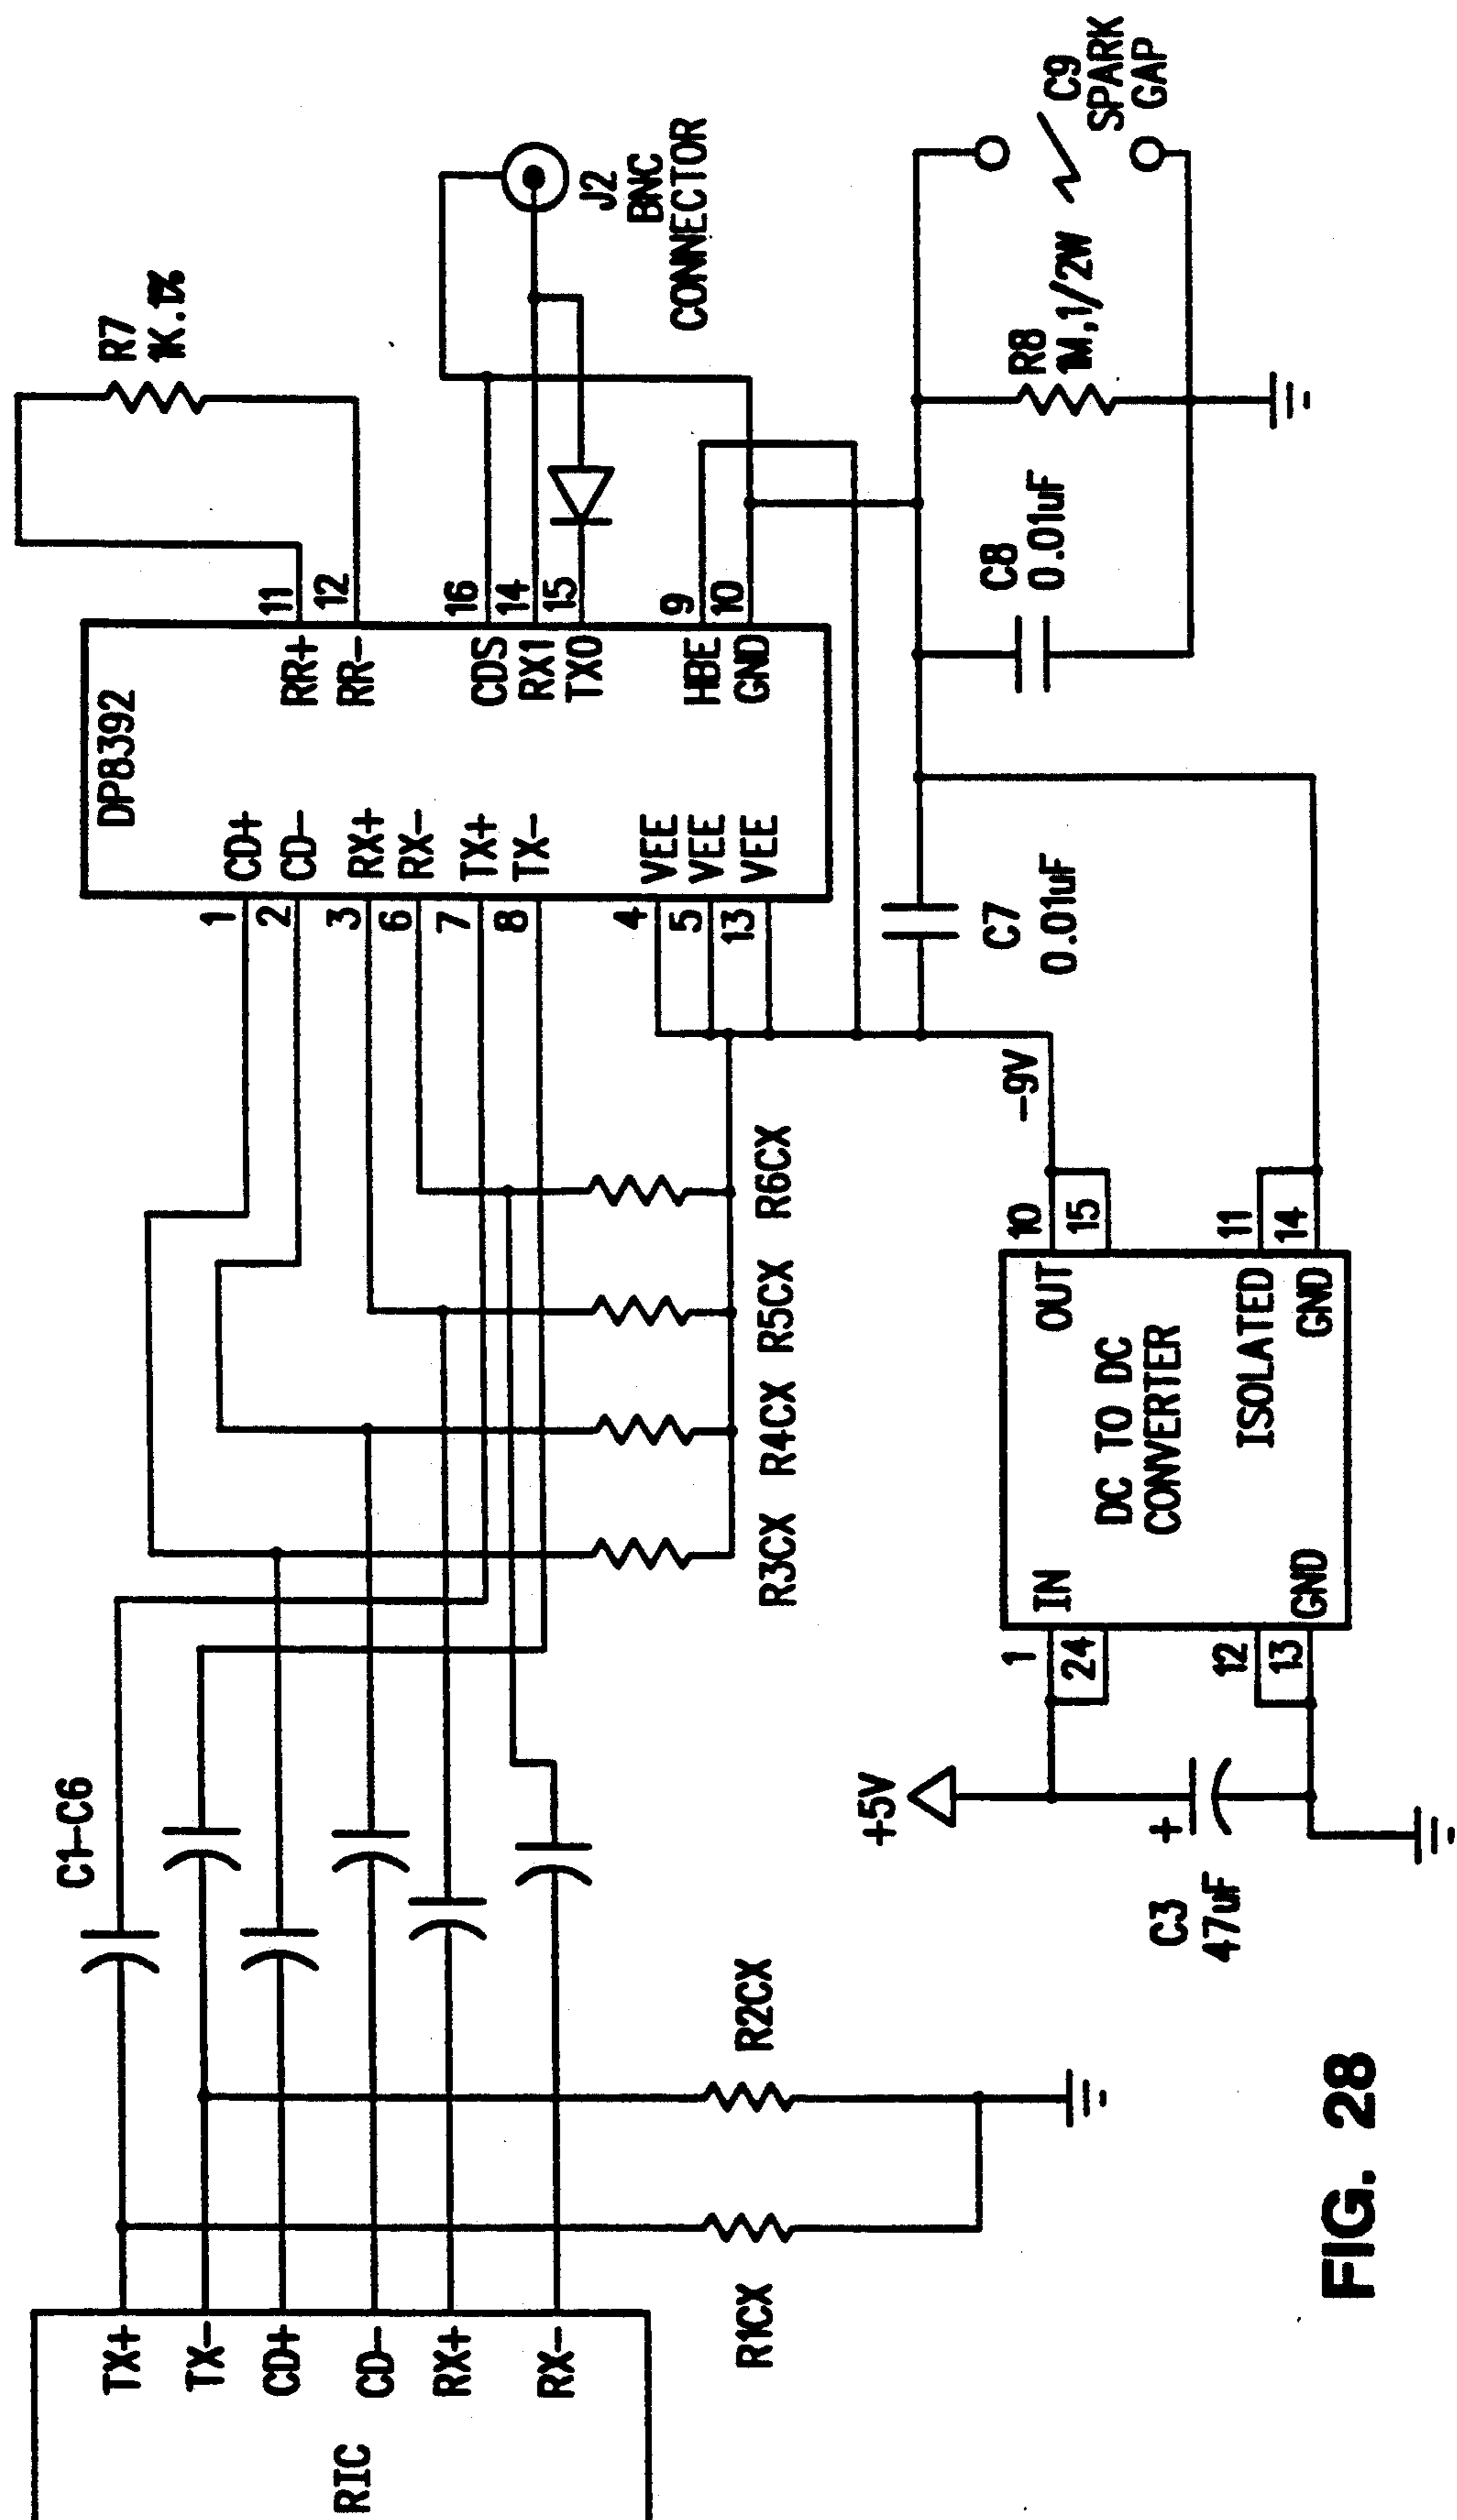 RIC
TX+
TX-
CD+
CD-
RX+
RX-
C1-C6
R1CX
R2CX
R3CX
R4CX
R5CX
R6CX
DP8392
1
2
3
6
7
8
4
5
13
CD+
CD-
RX+
RX-
TX+
TX-
VEE
VEE
VEE
RR+
RR-
CDS
RX1
TX0
HBE
GND
11
12
16
14
15
9
10
R7
1K.1%
J2
BNC
CONNECTOR
+5V
C3
+
47uF
1
24
12
13
IN
GND
DC TO DC
CONVERTER
OUT
ISOLATED
GND
10
15
11
14
-9V
C7
0.01uF
C8
0.01uF
R8
1M,1/2W
C9
SPARK
GAP
FIG. 28